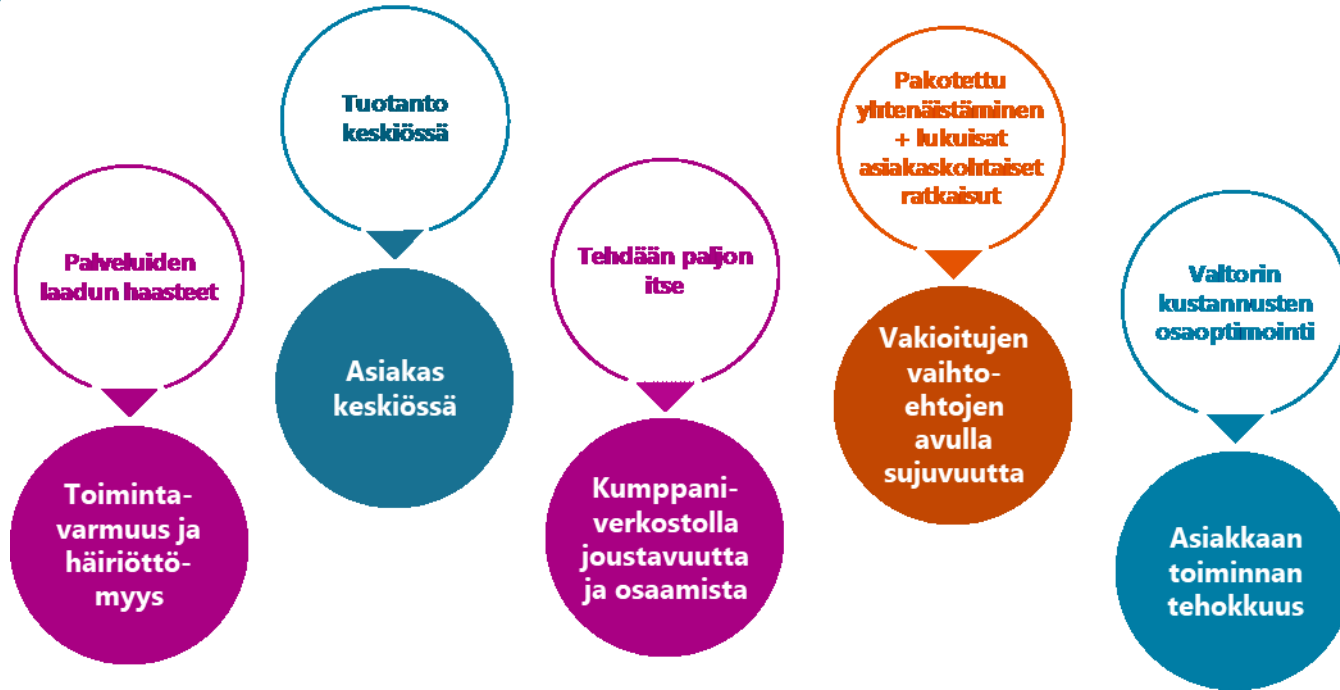 Palveluiden
laadun haasteet
Toiminta-
varmuus ja
häiriöttö-
myys
Tuotanto
keskiössä
Asiakas
keskiössä
Tehdään paljon
itse
Kumppani-
verkostolla
joustavuutta
ja osaamista
Pakotettu
yhtenäistäminen
+ lukuisat
asiakaskohtaiset
ratkaisut
Vakioitujen
vaihto-
ehtojen
avulla
sujuvuutta
Valtorin
kustannusten
osaoptimointi
Asiakkaan
toiminnan
tehokkuus